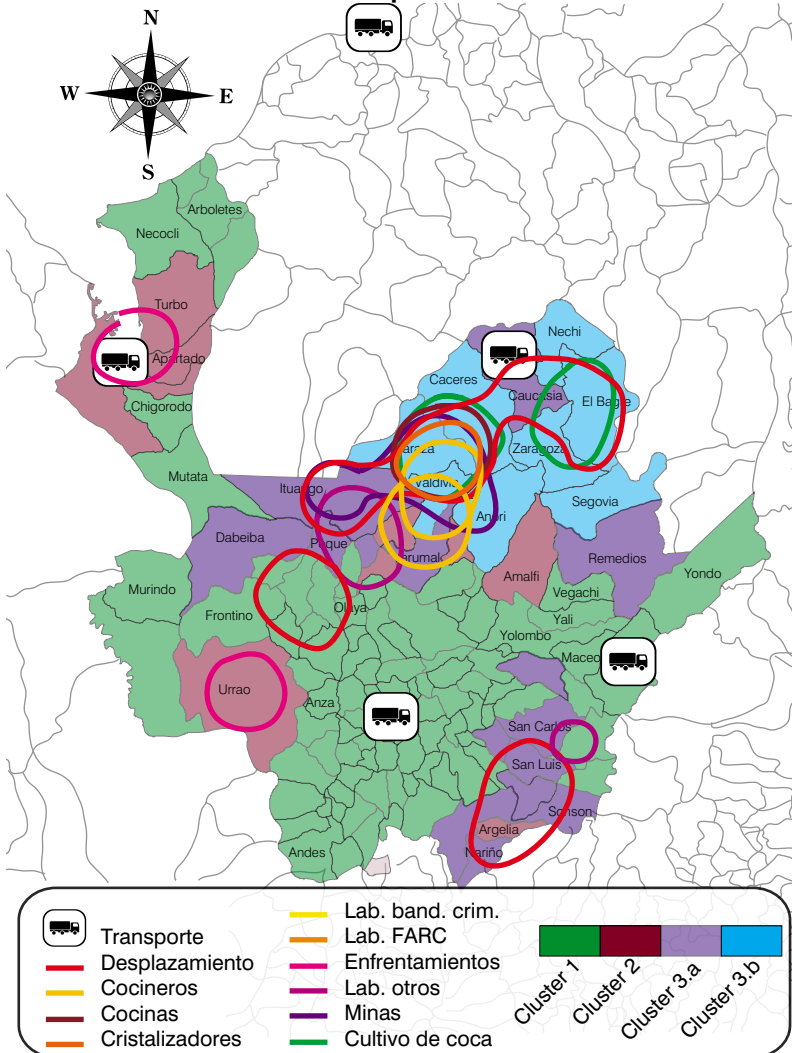 N
W E
S
Arboletes
Necocli
Turbo
Apartado
Chigorodo
Mutata
Nechi
Caceres
Caucasia
El Bagre
Zaragoza
Valdivia
Ituango
Segovia
Anori
Dabeiba
Peque
Remedios
Amalfi
Yondo
Murindo
Vegachi
Frontino
Olaya
Yali
Yolombo
Maceo
Urrao
Anza
San Carlos
San Luis
Sonson
Argelia
Nariño
Andes
Transporte
Desplazamiento
Cocineros
Cocinas
Cristalizadores
Lab. band. crim.
Lab. FARC
Enfrentamientos
Lab. otros
Minas
Cultivo de coca
Cluster 1
Cluster 2
Cluster 3.a
Cluster 3.b